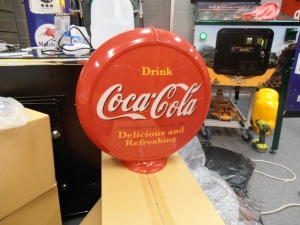 Drink
Coca-Cola
Delicious and
Refreshing